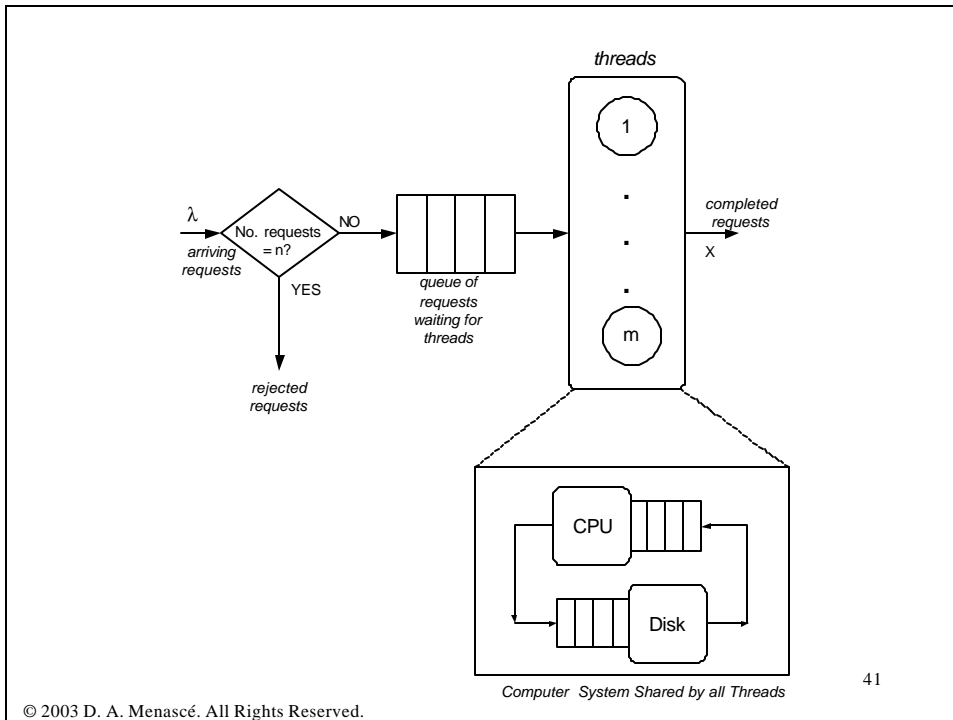 threads
1
.
.
.
m
λ
arriving
requests
No. requests
= n?
NO
YES
rejected
requests
queue of
requests
waiting for
threads
completed
requests
X
CPU
Disk
Computer System Shared by all Threads
41
© 2003 D. A. Menascé. All Rights Reserved.